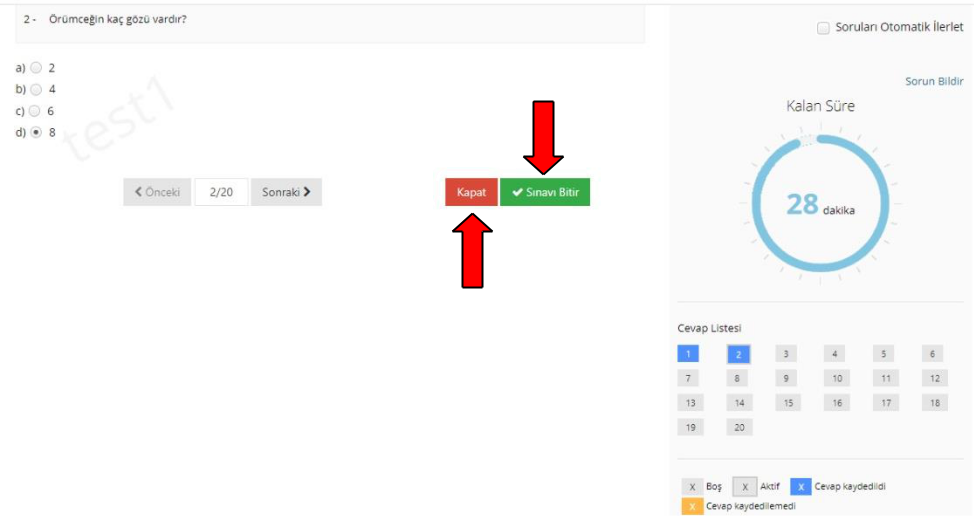 2 - Örümceğin kaç gözü vardır?
a) 2
b) 4
c) 6
d) 8
test1
Önceki 2/20 Sonraki
Kapat Sınavı Bitir
Soruları Otomatik İlerlet
Sorun Bildir
Kalan Süre
28 dakika
Cevap Listesi
1 2 3 4 5 6
7 8 9 10 11 12
13 14 15 16 17 18
19 20
X Boş X Aktif X Cevap kaydedildi
X Cevap kaydedilemedi